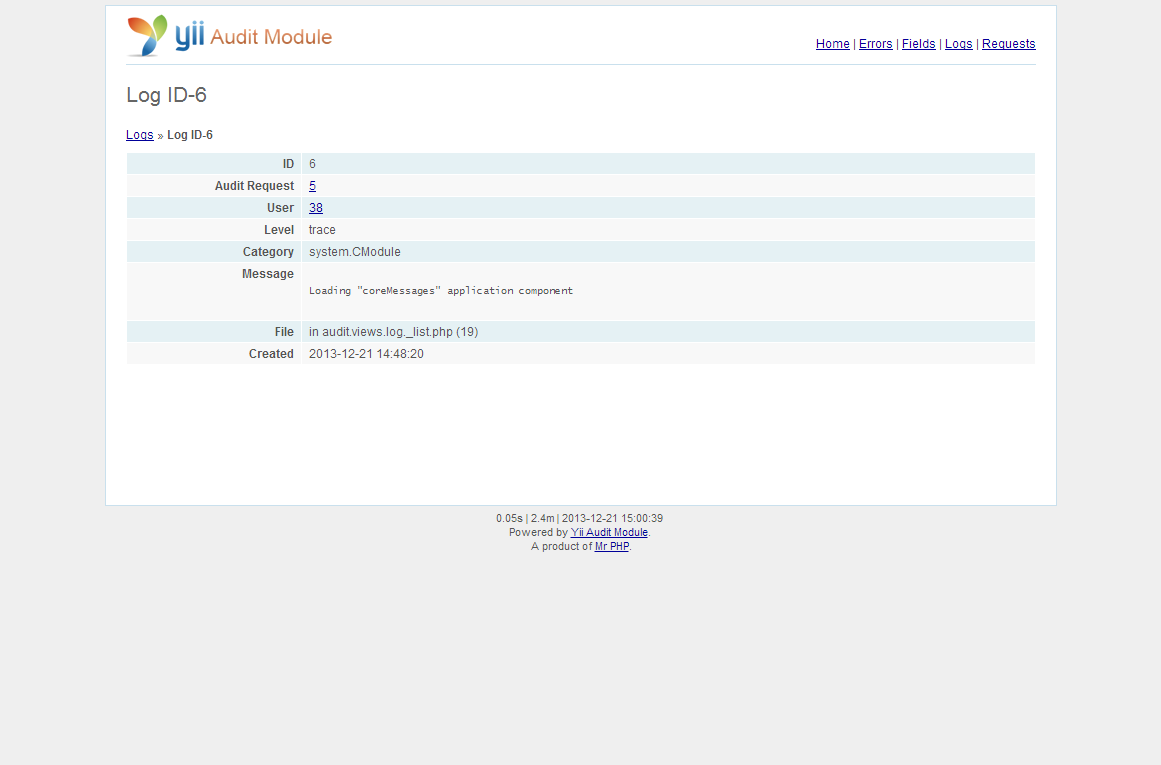 yii Audit Module
Home | Errors | Fields | Logs | Requests
Log ID-6
Logs » Log ID-6
ID 6
Audit Request 5
User 38
Level trace
Category system.CModule
Message Loading "coreMessages" application component
File in audit.views.log._list.php (19)
Created 2013-12-21 14:48:20
0.05s | 2.4m | 2013-12-21 15:00:39
Powered by Yii Audit Module.
A product of Mr PHP.